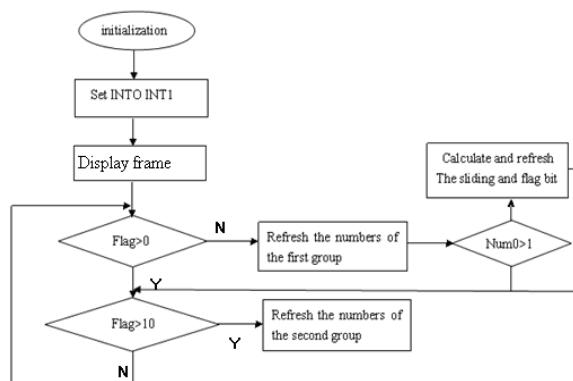 initialization
Set INTO INT1
Display frame
Calculate and refresh
The sliding and flag bit
Flag>0
N
Refresh the numbers of
the first group
Num0>1
Y
Flag>10
Y
Refresh the numbers of
the second group
N